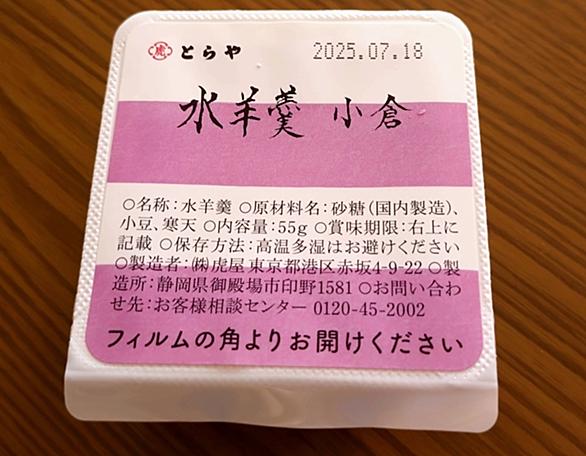 虎 とらや 2025.07.18
水羊羹 小倉
○名称:水羊羹 ○原材料名:砂糖(国内製造)、
小豆、寒天 ○内容量:55g ○賞味期限:右上に
記載 ○保存方法:高温多湿はお避けください
○製造者:㈱虎屋 東京都港区赤坂4-9-22 ○製
造所:静岡県御殿場市印野1581 ○お問い合わ
せ先:お客様相談センター 0120-45-2002
フィルムの角よりお開けください